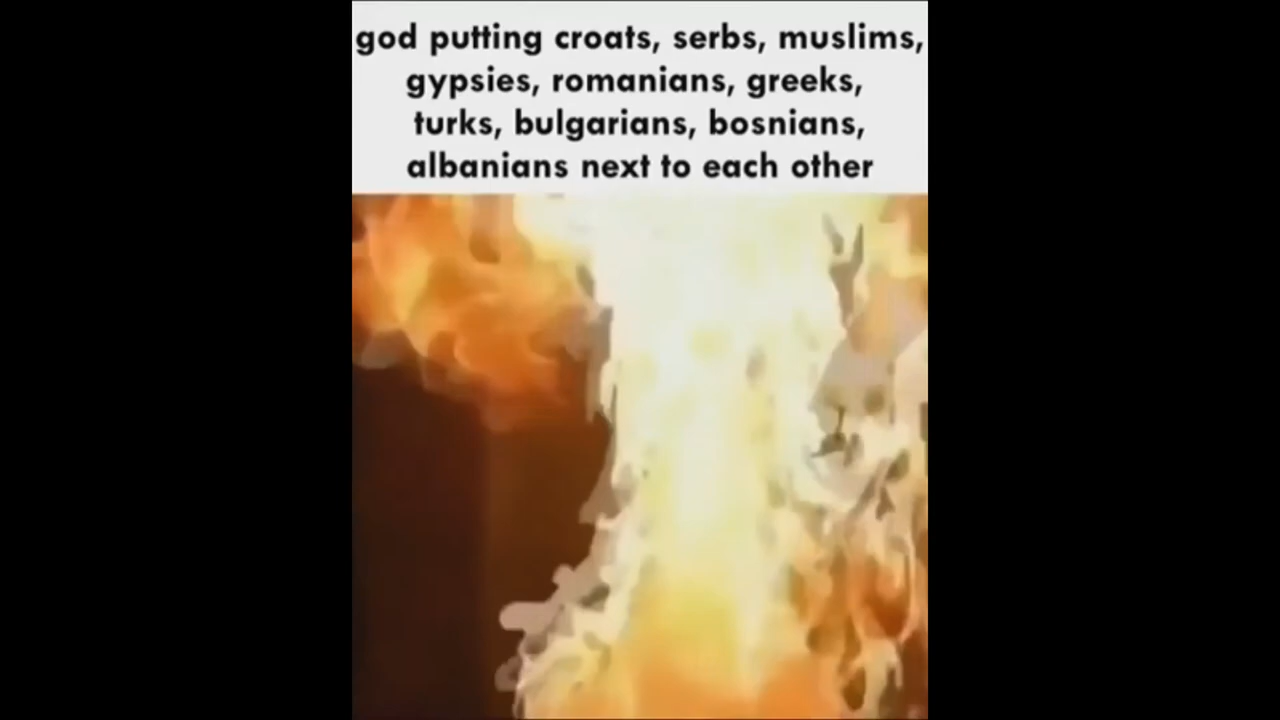 god putting croats, serbs, muslims,
gypsies, romanians, greeks,
turks, bulgarians, bosnians,
albanians next to each other